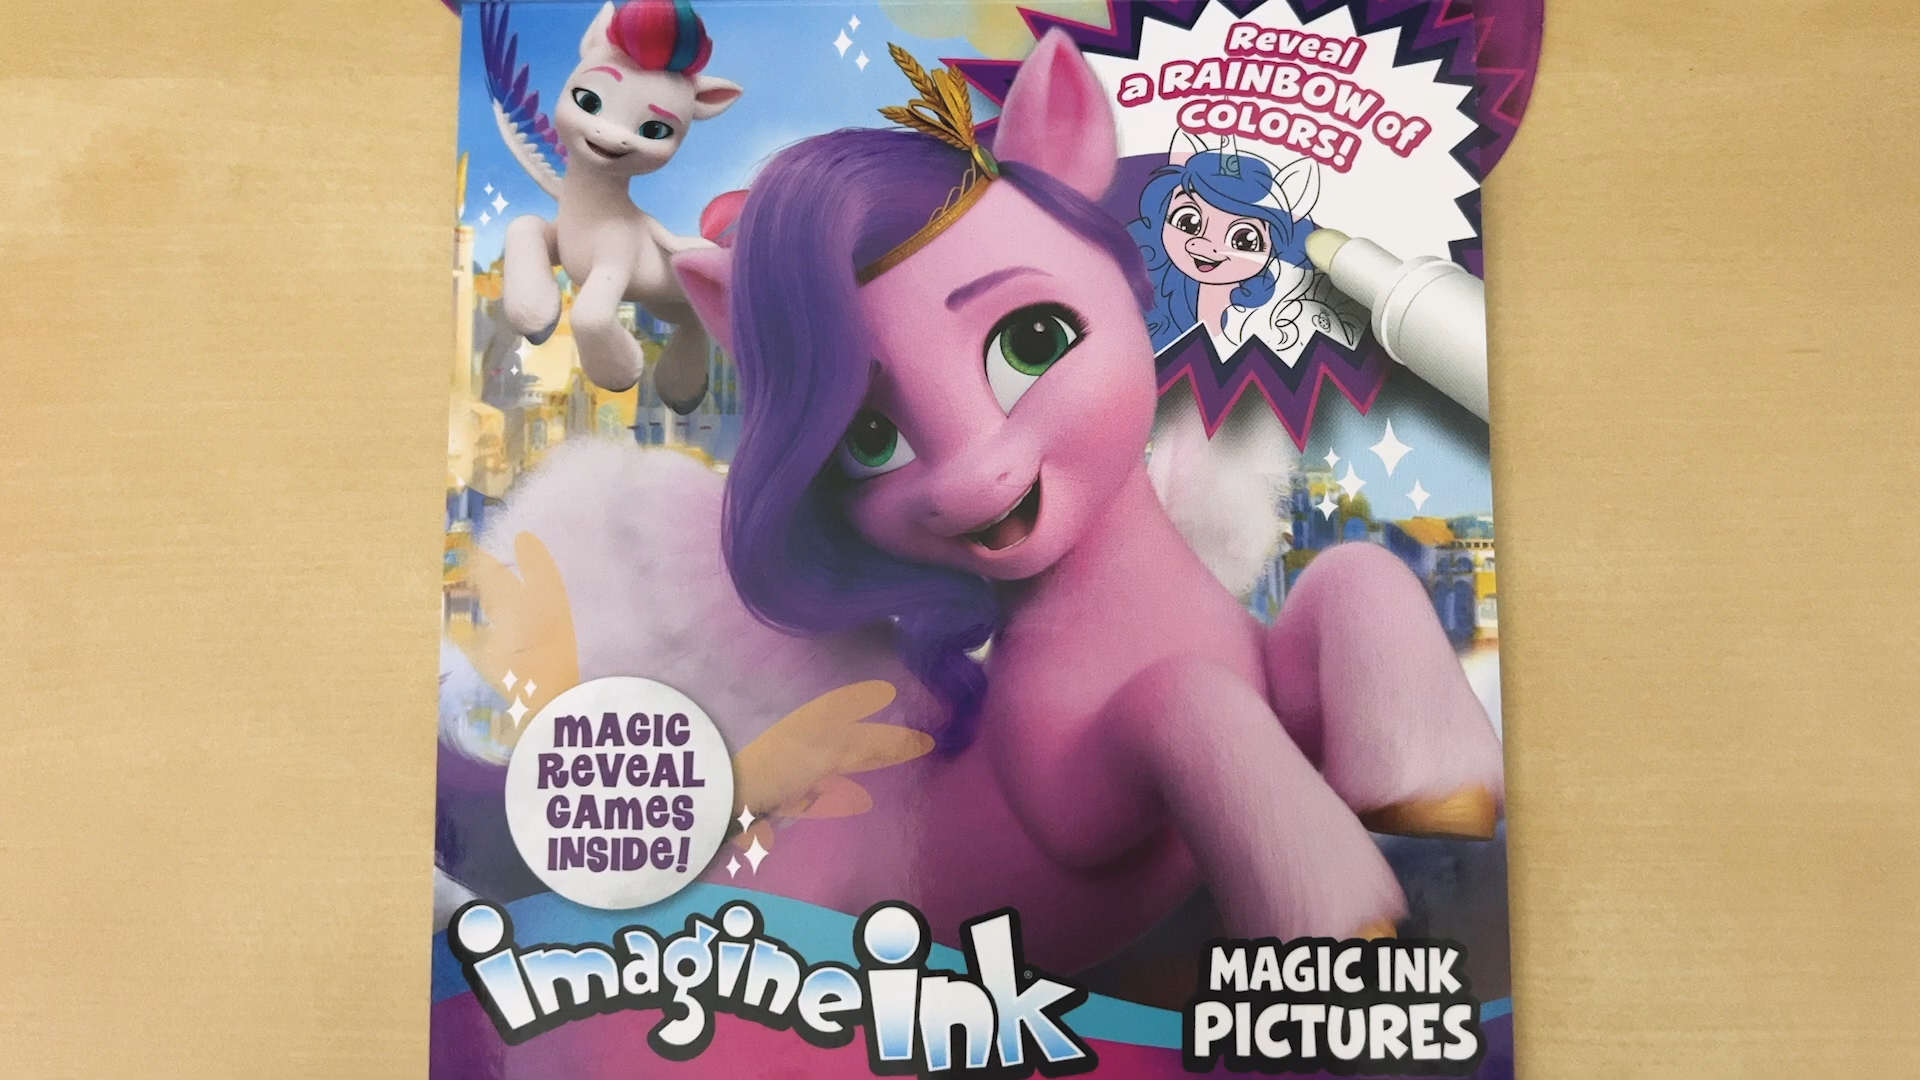 Reveal
a RAINBOW of
COLORS!
MAGIC
REVEAL
GAMES
INSIDE!
imagine ink®
MAGIC INK
PICTURES